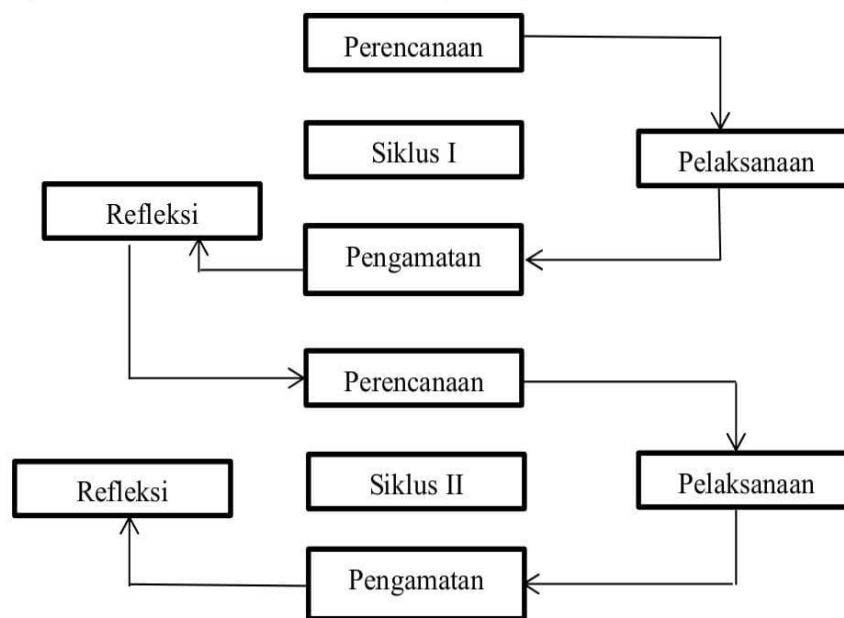 Perencanaan
Siklus I
Pelaksanaan
Refleksi
Pengamatan
Perencanaan
Siklus II
Pelaksanaan
Refleksi
Pengamatan